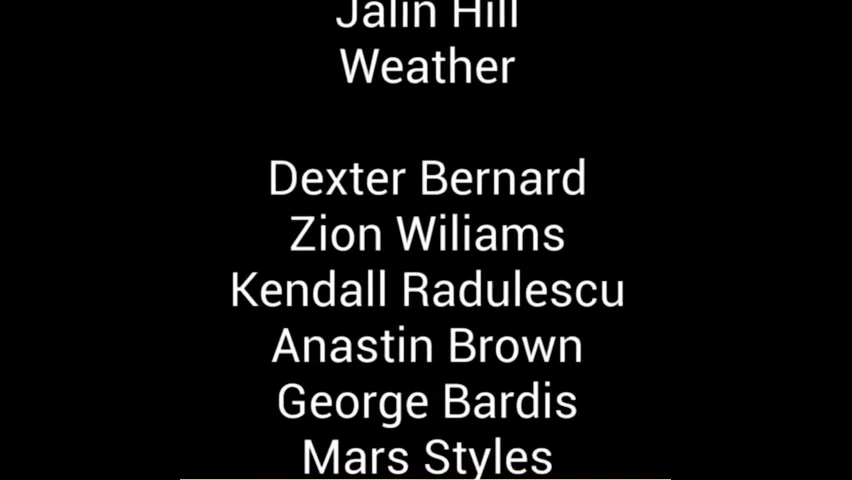 Jalin Hill
Weather
Dexter Bernard
Zion Wiliams
Kendall Radulescu
Anastin Brown
George Bardis
Mars Styles